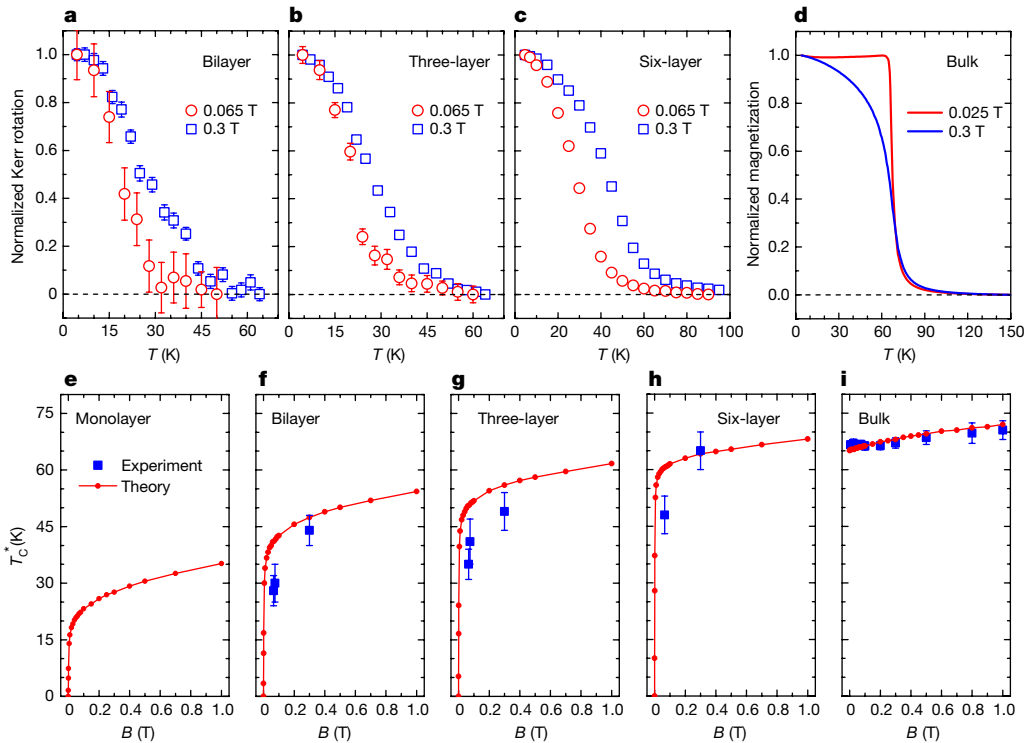 a
b
c
d
Normalized Kerr rotation
1.0
0.8
0.6
0.4
0.2
0
Bilayer
0.065 T
0.3 T
0 15 30 45 60
T (K)
Three-layer
0.065 T
0.3 T
0 15 30 45 60 75
T (K)
Six-layer
0.065 T
0.3 T
0 20 40 60 80 100
T (K)
Normalized magnetization
1.0
0.8
0.6
0.4
0.2
0.0
Bulk
0.025 T
0.3 T
0 30 60 90 120 150
T (K)
e
f
g
h
i
T*C (K)
75
60
45
30
15
0
Monolayer
Experiment
Theory
0 0.2 0.4 0.6 0.8 1.0
B (T)
Bilayer
0 0.2 0.4 0.6 0.8 1.0
B (T)
Three-layer
0 0.2 0.4 0.6 0.8 1.0
B (T)
Six-layer
0 0.2 0.4 0.6 0.8 1.0
B (T)
Bulk
0 0.2 0.4 0.6 0.8 1.0
B (T)